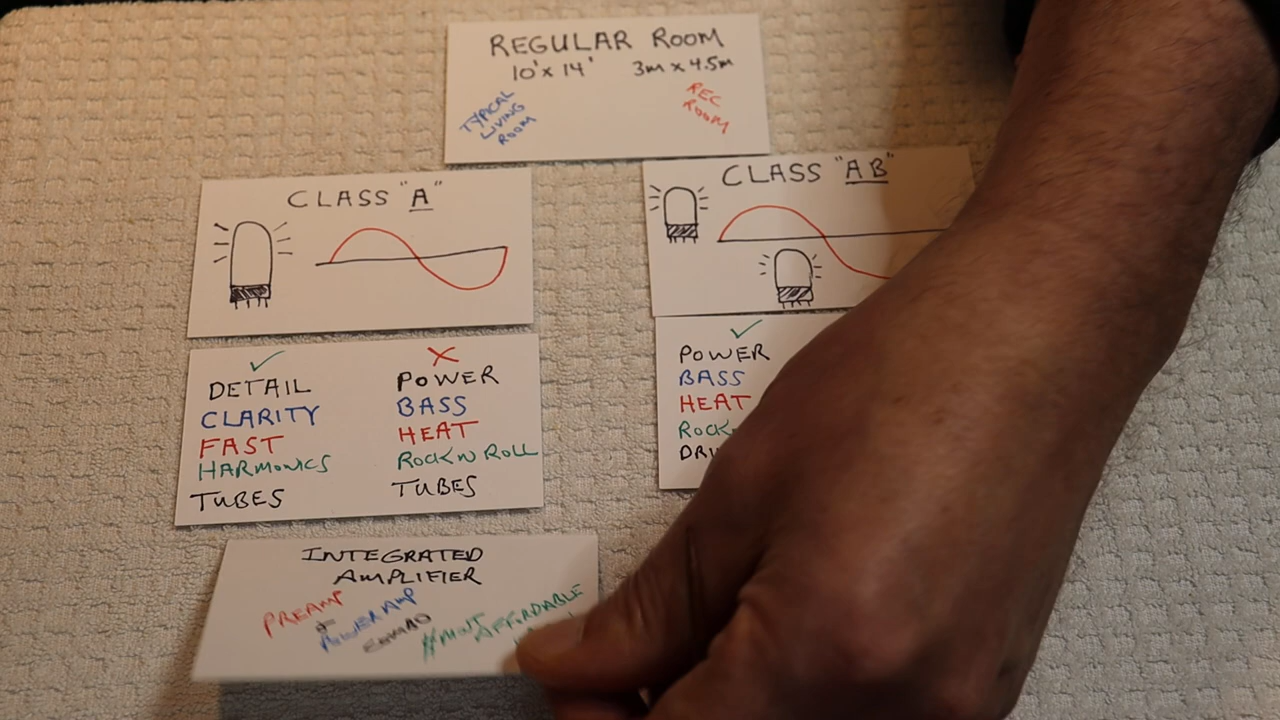 REGULAR ROOM
10'x 14' 3m x 4.5m
TYPICAL
LIVING
ROOM
REC
ROOM
CLASS "A"
CLASS "AB"
✓
DETAIL
CLARITY
FAST
HARMONICS
TUBES
X
POWER
BASS
HEAT
ROCK N ROLL
TUBES
✓
POWER
BASS
HEAT
INTEGRATED
AMPLIFIER
PREAMP
&
POWERAMP
AFFORDABLE